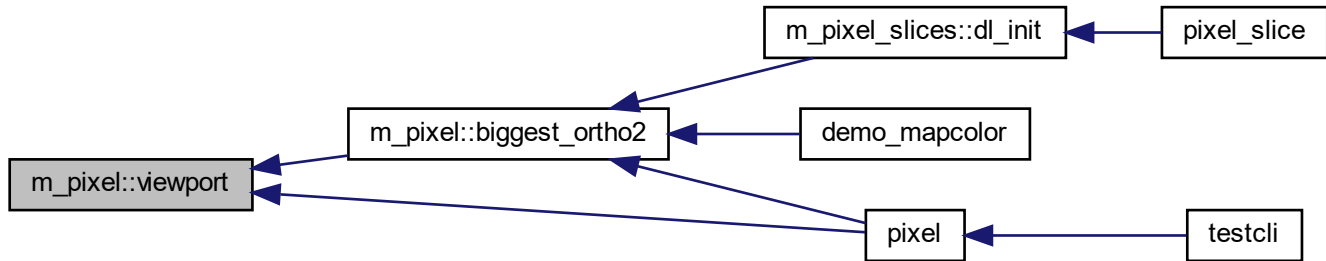 m_pixel_slices::dl_init
pixel_slice
m_pixel::biggest_ortho2
demo_mapcolor
m_pixel::viewport
pixel
testcli